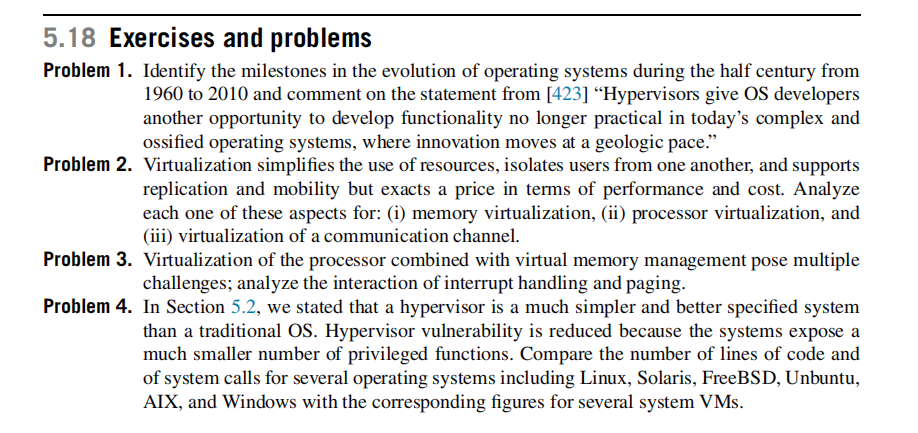 5.18 Exercises and problems
Problem 1. Identify the milestones in the evolution of operating systems during the half century from
1960 to 2010 and comment on the statement from [423] “Hypervisors give OS developers
another opportunity to develop functionality no longer practical in today’s complex and
ossified operating systems, where innovation moves at a geologic pace.”
Problem 2. Virtualization simplifies the use of resources, isolates users from one another, and supports
replication and mobility but exacts a price in terms of performance and cost. Analyze
each one of these aspects for: (i) memory virtualization, (ii) processor virtualization, and
(iii) virtualization of a communication channel.
Problem 3. Virtualization of the processor combined with virtual memory management pose multiple
challenges; analyze the interaction of interrupt handling and paging.
Problem 4. In Section 5.2, we stated that a hypervisor is a much simpler and better specified system
than a traditional OS. Hypervisor vulnerability is reduced because the systems expose a
much smaller number of privileged functions. Compare the number of lines of code and
of system calls for several operating systems including Linux, Solaris, FreeBSD, Unbuntu,
AIX, and Windows with the corresponding figures for several system VMs.